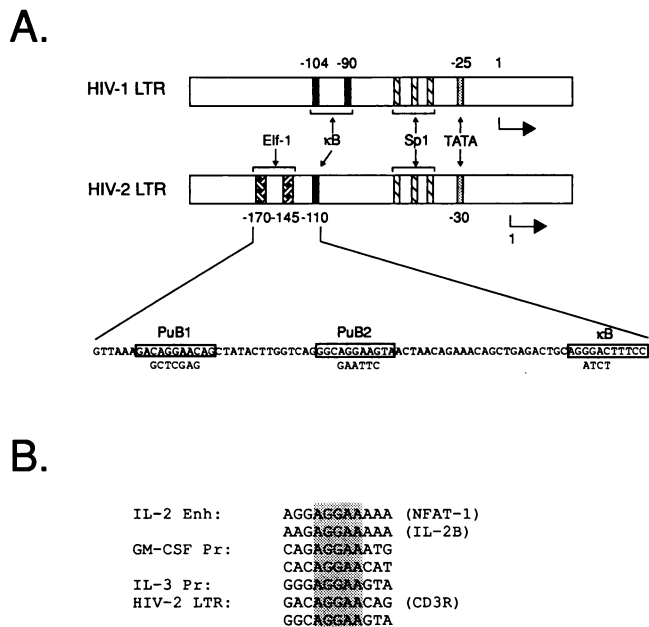 A.
-104 -90 -25 1
HIV-1 LTR
Elf-1 κB Sp1 TATA
HIV-2 LTR
-170 -145 -110 -30 1
PuB1 PuB2 κB
GTTAAAGACAGGAACAGCTATACTTGGTCAGGGCAGGAAGTAACTAACAGAAACAGCTGAGACTGCAGGGACTTTCC
GCTCGAG GAATTC ATCT
B.
IL-2 Enh: AGGAGGAAAAA (NFAT-1)
AAGAGGAAAAA (IL-2B)
GM-CSF Pr: CAGAGGAAATG
CACAGGAACAT
IL-3 Pr: GGGAGGAAGTA
HIV-2 LTR: GACAGGAACAG (CD3R)
GGCAGGAAGTA